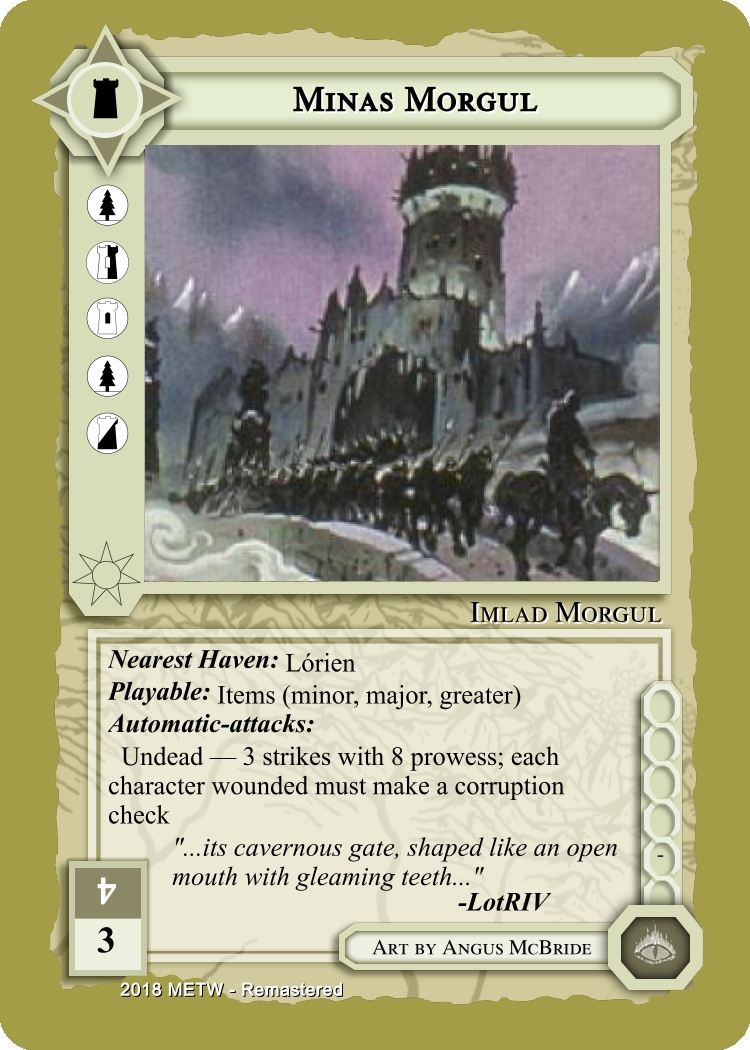 Minas Morgul
Imlad Morgul
Nearest Haven: Lórien
Playable: Items (minor, major, greater)
Automatic-attacks:
Undead — 3 strikes with 8 prowess; each
character wounded must make a corruption
check
"...its cavernous gate, shaped like an open
mouth with gleaming teeth..."
-LotRIV
-
4
3
Art by Angus McBride
2018 METW - Remastered